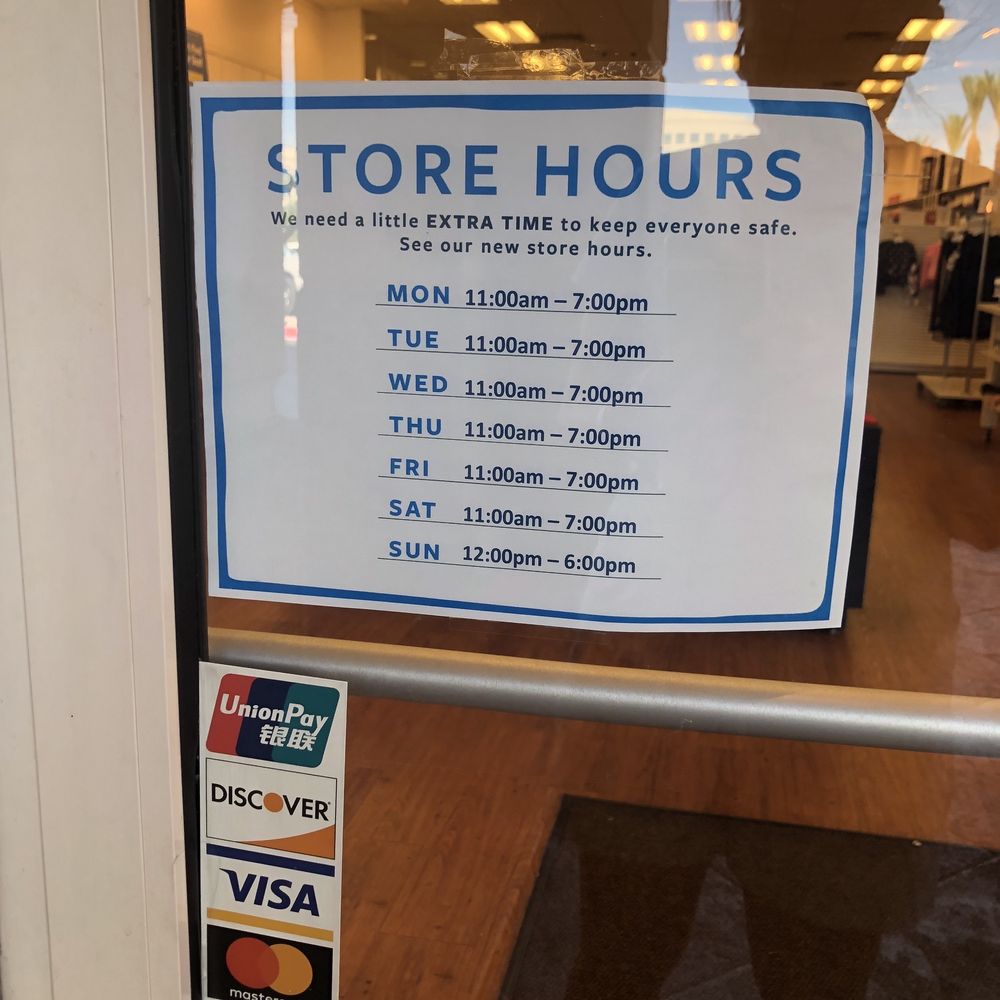 STORE HOURS
We need a little EXTRA TIME to keep everyone safe.
See our new store hours.
MON 11:00am – 7:00pm
TUE 11:00am – 7:00pm
WED 11:00am – 7:00pm
THU 11:00am – 7:00pm
FRI 11:00am – 7:00pm
SAT 11:00am – 7:00pm
SUN 12:00pm – 6:00pm
UnionPay
银联
DISCOVER
VISA
master